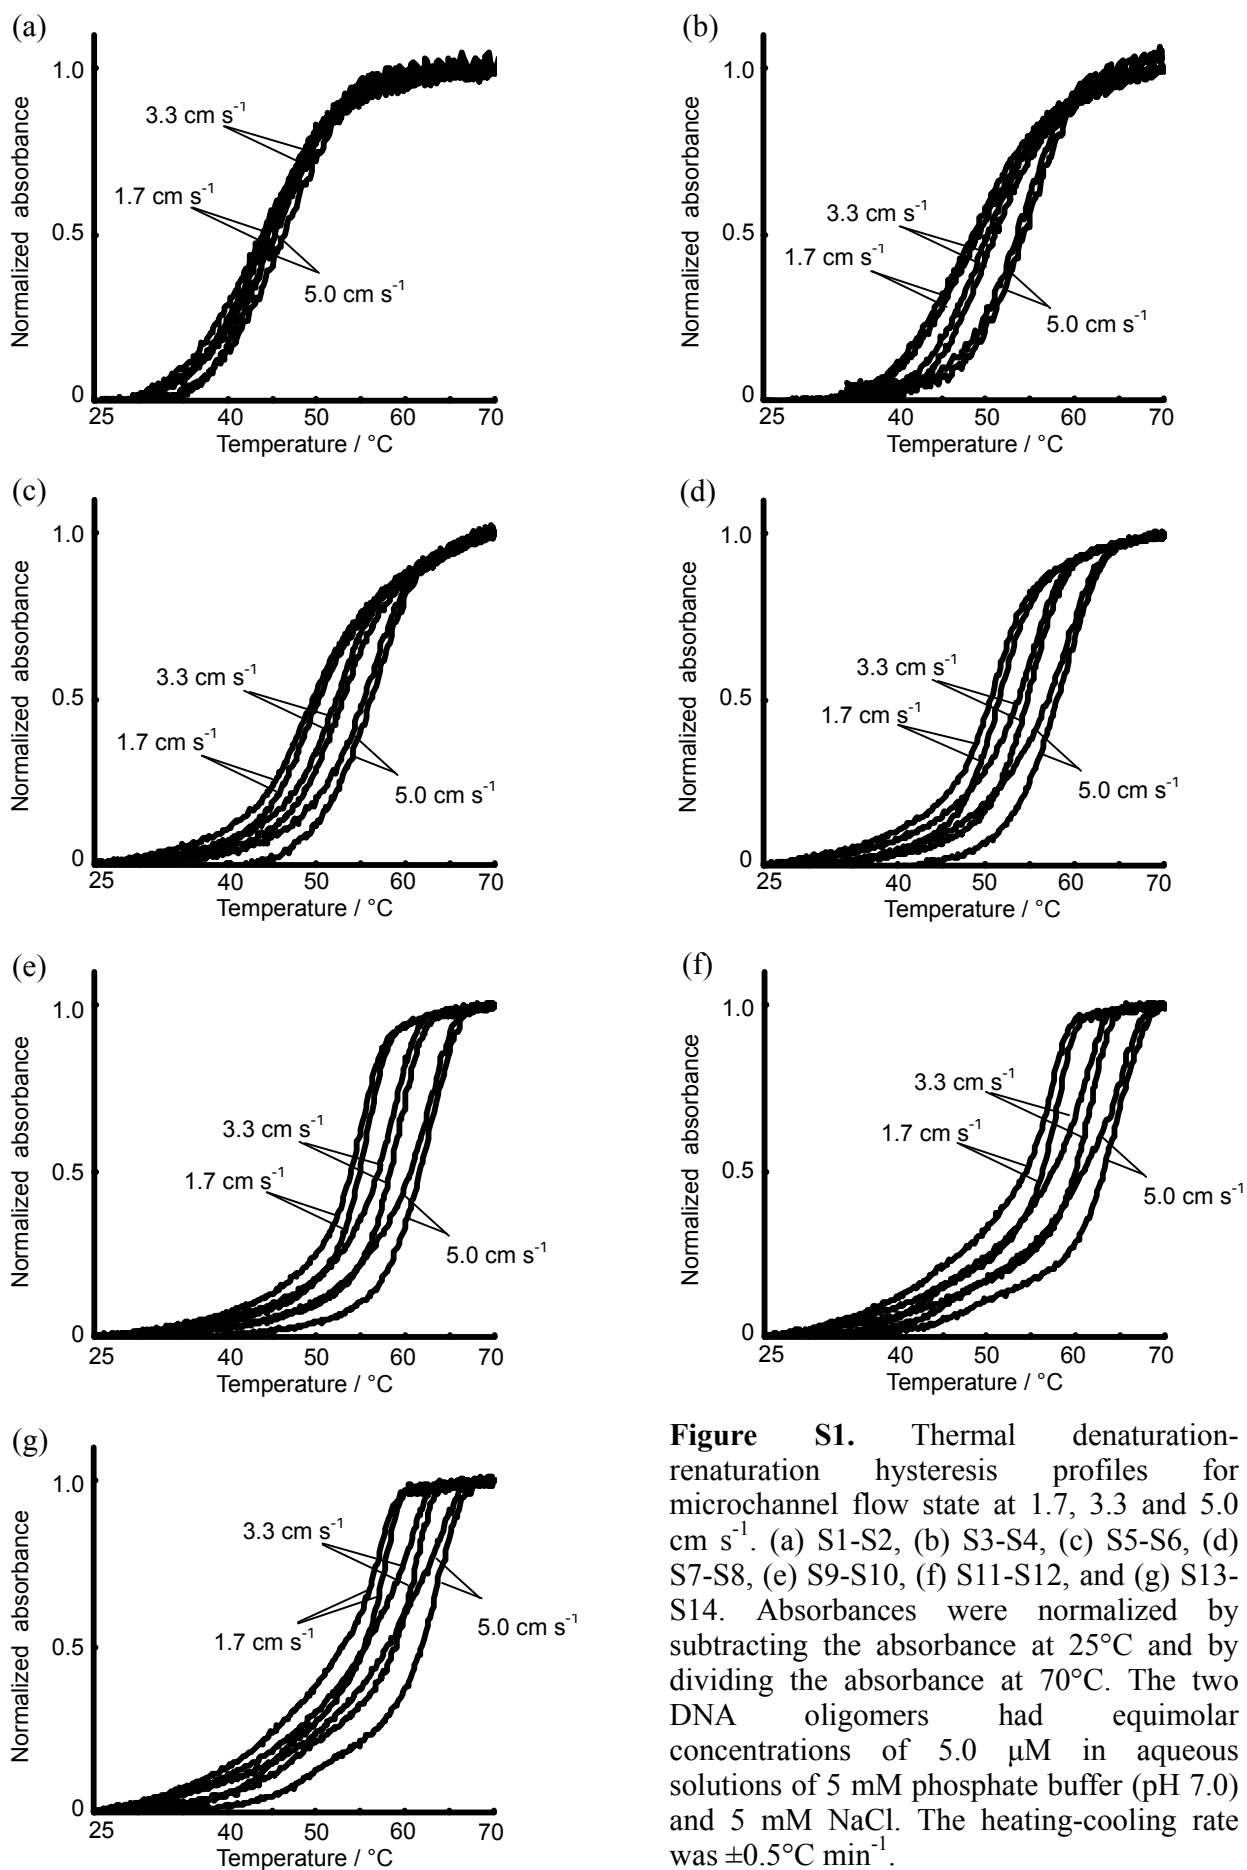 (a)
1.0
0.5
0
Normalized absorbance
3.3 cm s⁻¹
1.7 cm s⁻¹
5.0 cm s⁻¹
25 40 50 60 70
Temperature / °C
(b)
1.0
0.5
0
Normalized absorbance
3.3 cm s⁻¹
1.7 cm s⁻¹
5.0 cm s⁻¹
25 40 50 60 70
Temperature / °C
(c)
1.0
0.5
0
Normalized absorbance
3.3 cm s⁻¹
1.7 cm s⁻¹
5.0 cm s⁻¹
25 40 50 60 70
Temperature / °C
(d)
1.0
0.5
0
Normalized absorbance
3.3 cm s⁻¹
1.7 cm s⁻¹
5.0 cm s⁻¹
25 40 50 60 70
Temperature / °C
(e)
1.0
0.5
0
Normalized absorbance
3.3 cm s⁻¹
1.7 cm s⁻¹
5.0 cm s⁻¹
25 40 50 60 70
Temperature / °C
(f)
1.0
0.5
0
Normalized absorbance
3.3 cm s⁻¹
1.7 cm s⁻¹
5.0 cm s⁻¹
25 40 50 60 70
Temperature / °C
(g)
1.0
0.5
0
Normalized absorbance
3.3 cm s⁻¹
1.7 cm s⁻¹
5.0 cm s⁻¹
25 40 50 60 70
Temperature / °C
Figure S1. Thermal denaturation-
renaturation hysteresis profiles for
microchannel flow state at 1.7, 3.3 and 5.0
cm s⁻¹. (a) S1-S2, (b) S3-S4, (c) S5-S6, (d)
S7-S8, (e) S9-S10, (f) S11-S12, and (g) S13-
S14. Absorbances were normalized by
subtracting the absorbance at 25°C and by
dividing the absorbance at 70°C. The two
DNA oligomers had equimolar
concentrations of 5.0 μM in aqueous
solutions of 5 mM phosphate buffer (pH 7.0)
and 5 mM NaCl. The heating-cooling rate
was ±0.5°C min⁻¹.